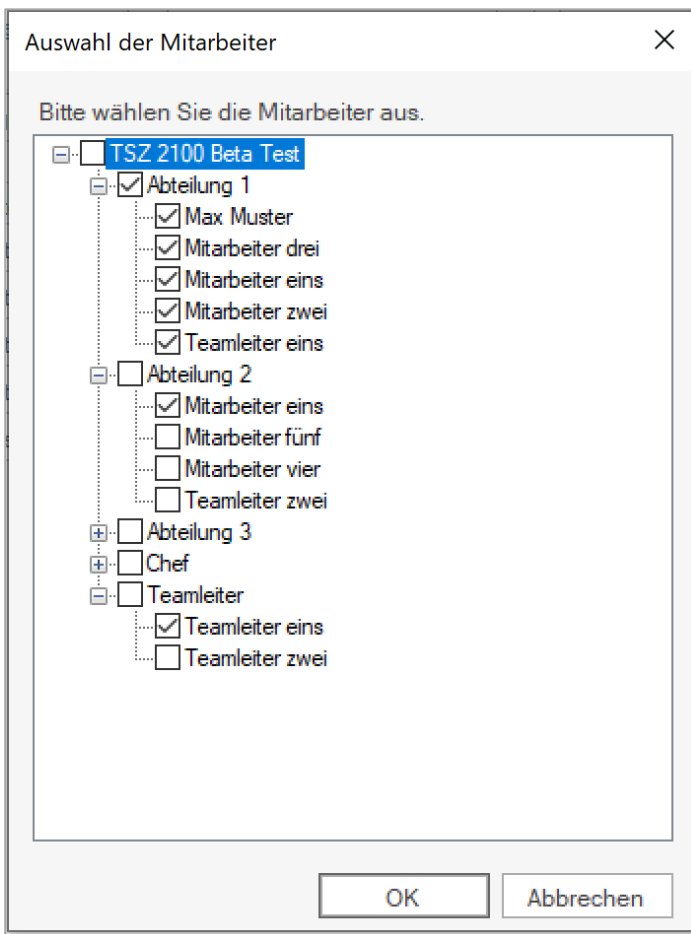 Auswahl der Mitarbeiter
Bitte wählen Sie die Mitarbeiter aus.
TSZ 2100 Beta Test
Abteilung 1
Max Muster
Mitarbeiter drei
Mitarbeiter eins
Mitarbeiter zwei
Teamleiter eins
Abteilung 2
Mitarbeiter eins
Mitarbeiter fünf
Mitarbeiter vier
Teamleiter zwei
Abteilung 3
Chef
Teamleiter
Teamleiter eins
Teamleiter zwei
OK Abbrechen